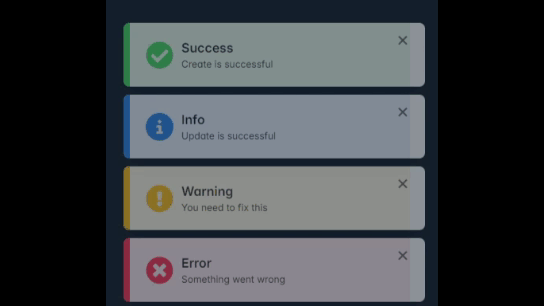 Success
Create is successful
Info
Update is successful
Warning
You need to fix this
Error
Something went wrong